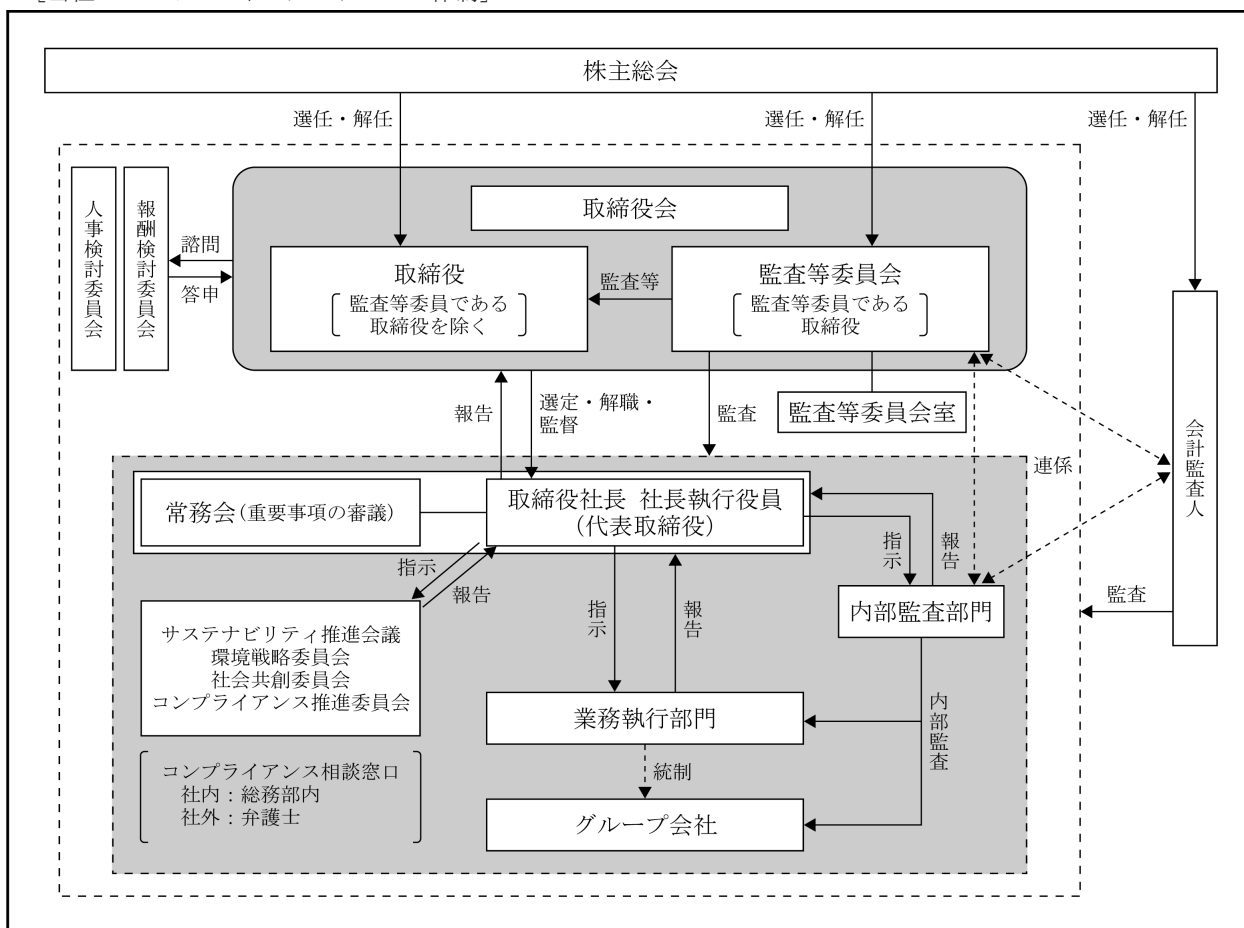 株主総会
選任・解任
選任・解任
選任・解任
人事検討委員会
報酬検討委員会
諮問
答申
取締役会
取締役
監査等委員である
取締役を除く
監査等
監査等委員会
監査等委員である
取締役
報告
選定・解職・
監督
監査
監査等委員会室
会計監査人
連係
常務会(重要事項の審議)
取締役社長 社長執行役員
(代表取締役)
指示
報告
指示
報告
指示
報告
内部監査部門
監査
サステナビリティ推進会議
環境戦略委員会
社会共創委員会
コンプライアンス推進委員会
業務執行部門
内部監査
コンプライアンス相談窓口
社内:総務部内
社外:弁護士
統制
グループ会社